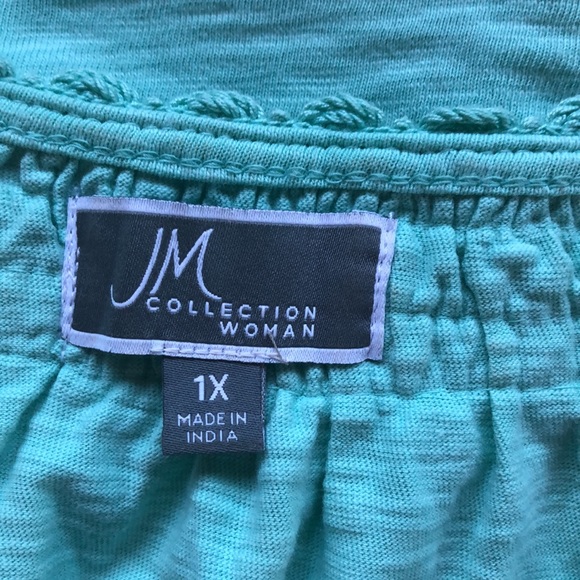 JM
COLLECTION
WOMAN
1X
MADE IN
INDIA